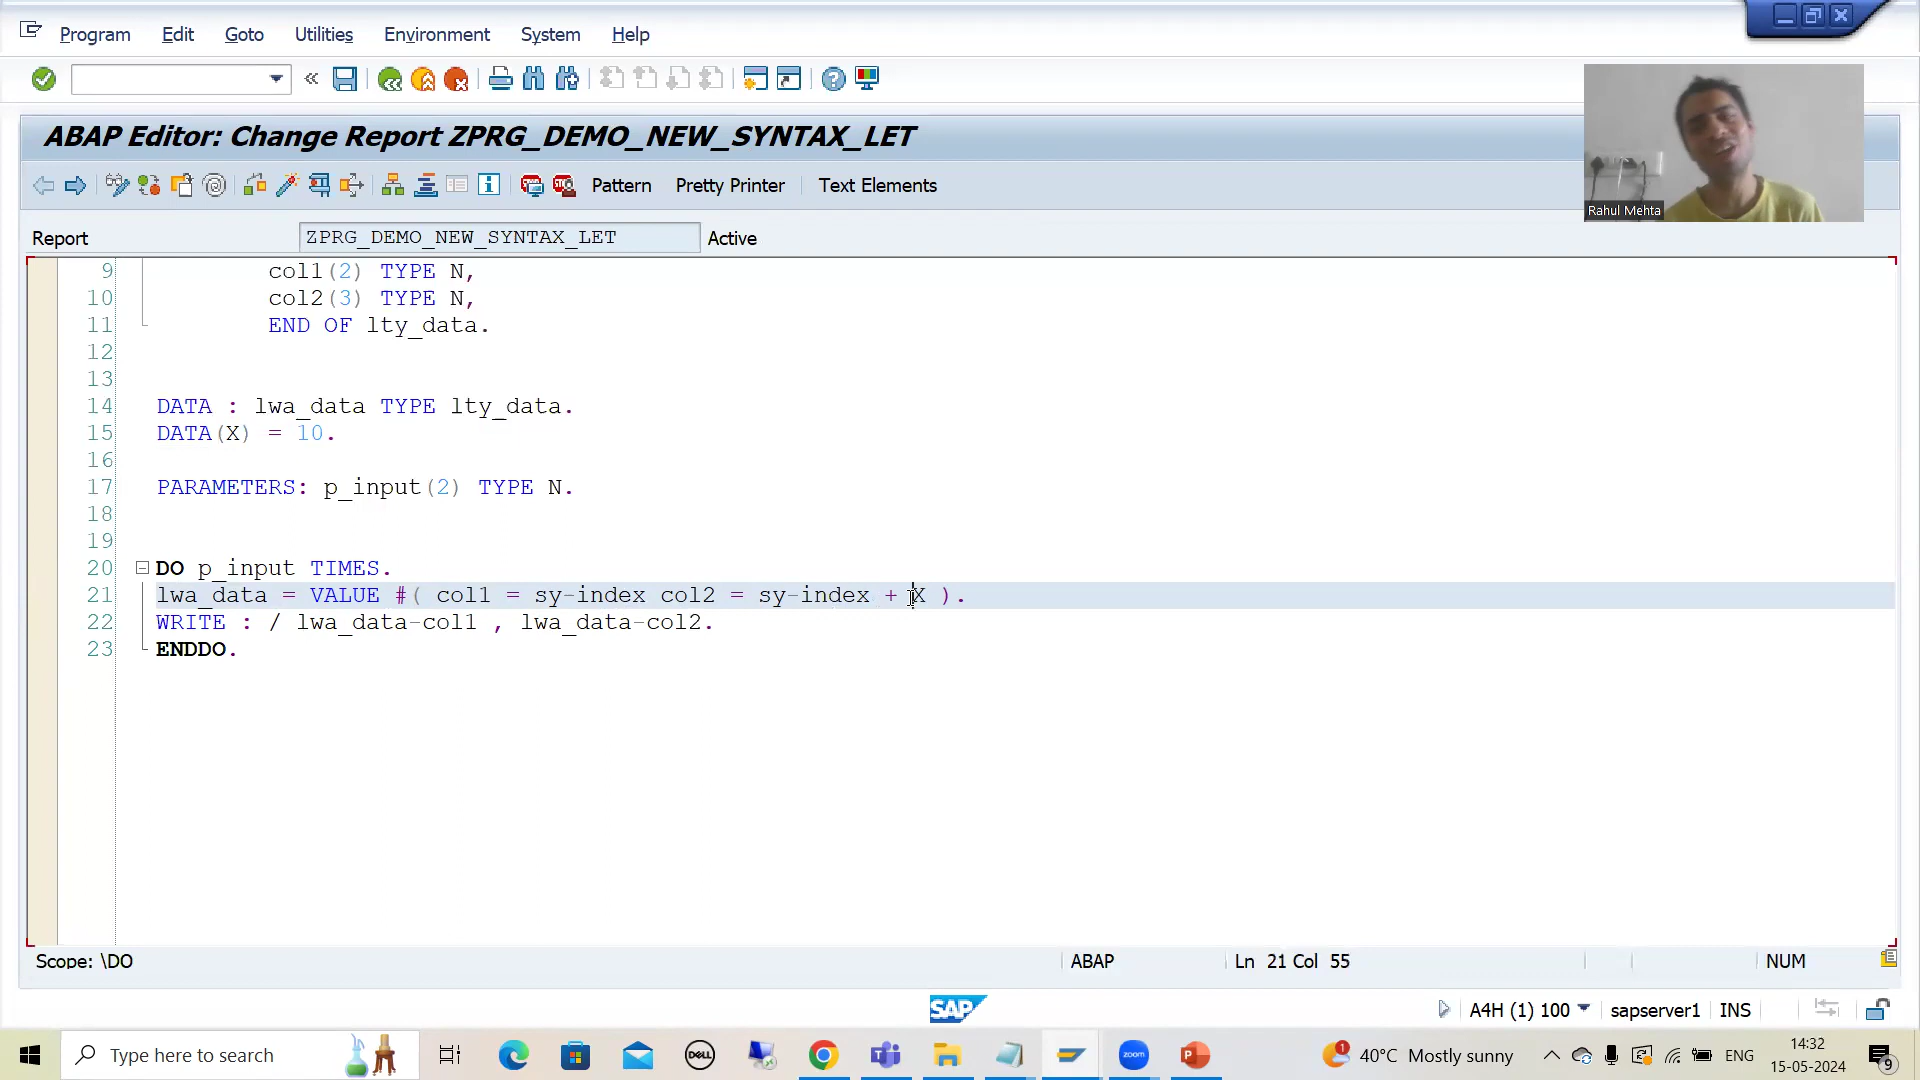 Program Edit Goto Utilities Environment System Help
ABAP Editor: Change Report ZPRG_DEMO_NEW_SYNTAX_LET
Pattern Pretty Printer Text Elements
Rahul Mehta
Report ZPRG_DEMO_NEW_SYNTAX_LET Active
9 col1(2) TYPE N,
10 col2(3) TYPE N,
11 END OF lty_data.
12
13
14 DATA : lwa_data TYPE lty_data.
15 DATA(X) = 10.
16
17 PARAMETERS: p_input(2) TYPE N.
18
19
20 DO p_input TIMES.
21 lwa_data = VALUE #( col1 = sy-index col2 = sy-index + X ).
22 WRITE : / lwa_data-col1 , lwa_data-col2.
23 ENDDO.
Scope: \DO ABAP Ln 21 Col 55 NUM
SAP A4H (1) 100 sapserver1 INS
Type here to search DELL zoom 1 40°C Mostly sunny ENG 14:32
15-05-2024 9